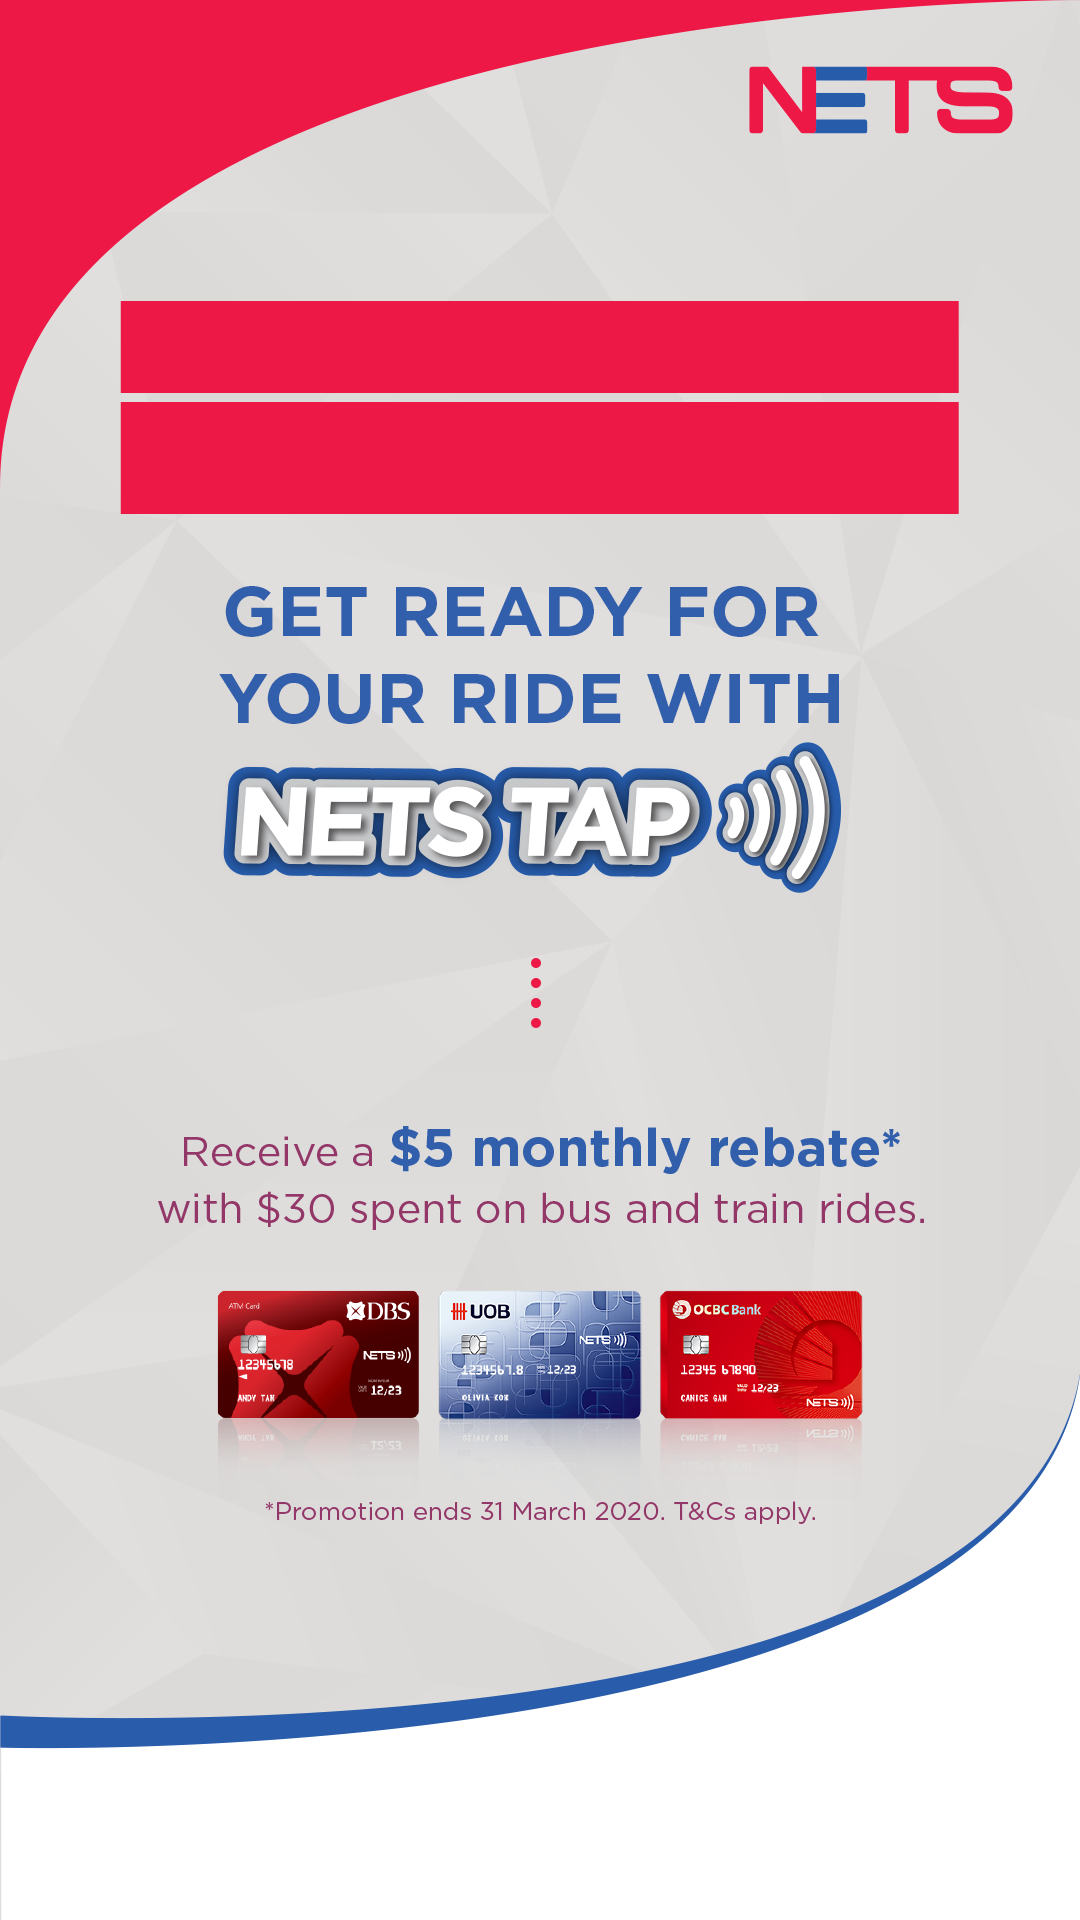 NETS
GET READY FOR
YOUR RIDE WITH
NETS TAP
Receive a $5 monthly rebate*
with $30 spent on bus and train rides.
ATM Card
DBS
NETS
12345678
12/23
ANDY TAN
UOB
NETS
1234567.8
12/23
OLIVIA KOH
OCBC Bank
12345 67890
VALID THRU 12/23
CANICE GAN
NETS
*Promotion ends 31 March 2020. T&Cs apply.